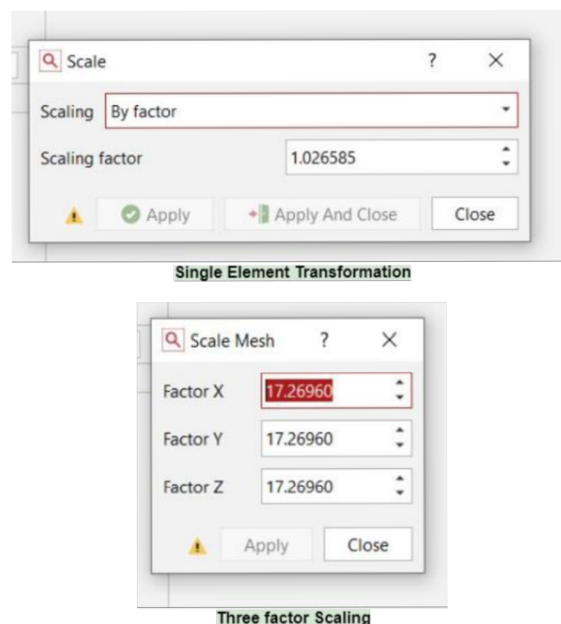 Scale ?
Scaling By factor
Scaling factor 1.026585
Apply Apply And Close Close
Single Element Transformation
Scale Mesh ?
Factor X 17.26960
Factor Y 17.26960
Factor Z 17.26960
Apply Close
Three factor Scaling